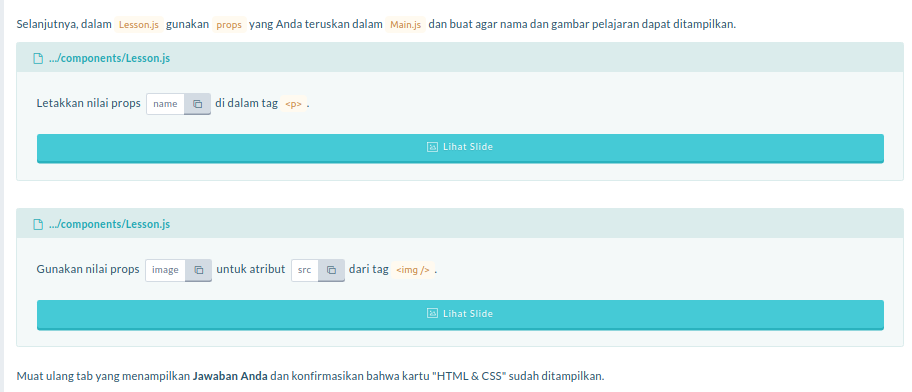 Selanjutnya, dalam Lesson.js gunakan props yang Anda teruskan dalam Main.js dan buat agar nama dan gambar pelajaran dapat ditampilkan.
.../components/Lesson.js
Letakkan nilai props name di dalam tag <p> .
Lihat Slide
.../components/Lesson.js
Gunakan nilai props image untuk atribut src dari tag <img /> .
Lihat Slide
Muat ulang tab yang menampilkan Jawaban Anda dan konfirmasikan bahwa kartu "HTML & CSS" sudah ditampilkan.